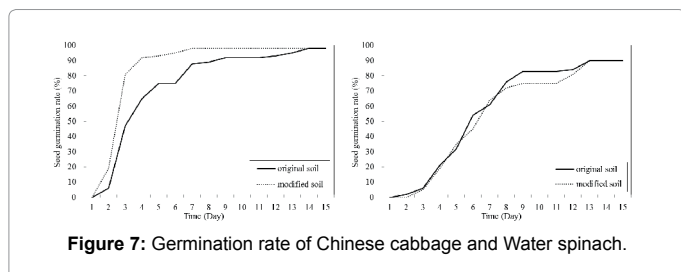 100
90
80
70
60
50
40
30
20
10
0
Seed germination rate (%)
original soil
modified soil
1 2 3 4 5 6 7 8 9 10 11 12 13 14 15
Time (Day)
100
90
80
70
60
50
40
30
20
10
0
Seed germination rate (%)
original soil
modified soil
1 2 3 4 5 6 7 8 9 10 11 12 13 14 15
Time (Day)
Figure 7: Germination rate of Chinese cabbage and Water spinach.